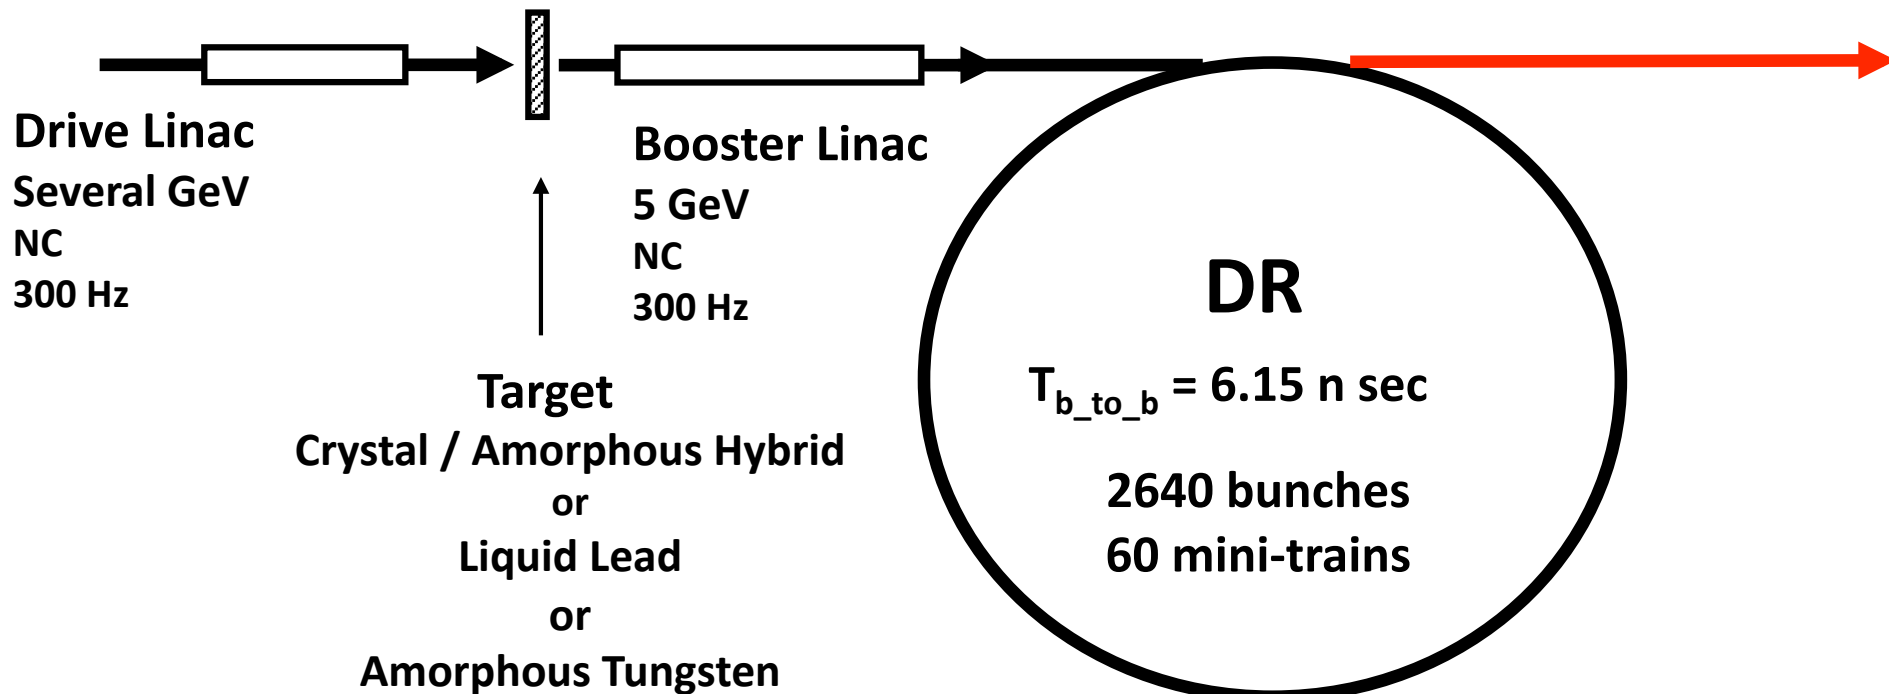 Drive Linac
Several GeV
NC
300 Hz
Booster Linac
5 GeV
NC
300 Hz
Target
Crystal / Amorphous Hybrid
or
Liquid Lead
or
Amorphous Tungsten
DR
T_b_to_b = 6.15 n sec
2640 bunches
60 mini-trains